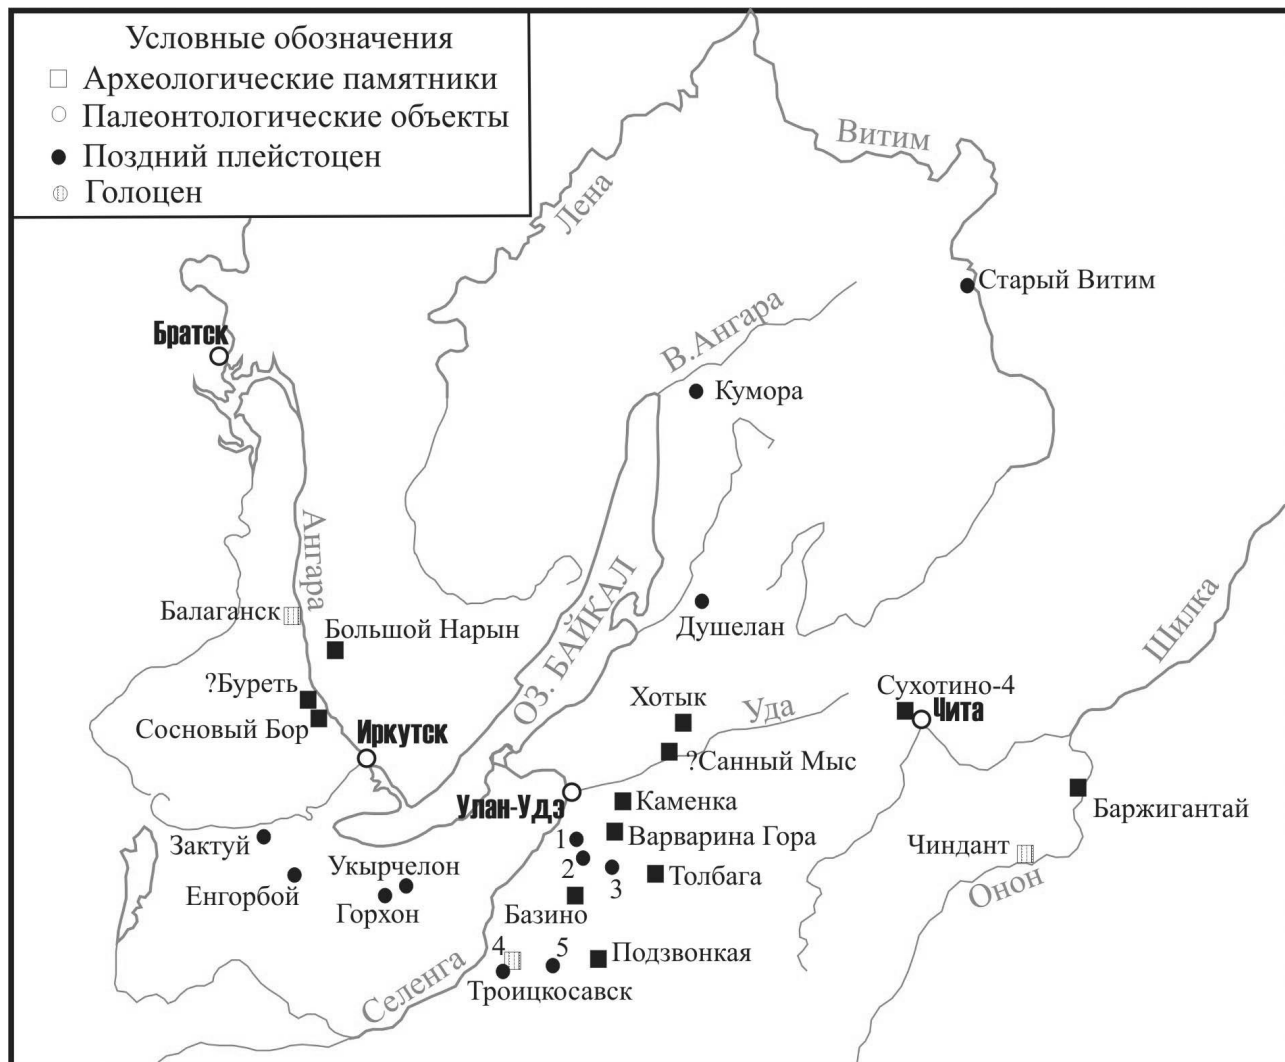 Условные обозначения
Археологические памятники
Палеонтологические объекты
Поздний плейстоцен
Голоцен
Витим
Лена
Старый Витим
Братск
В.Ангара
Кумора
Ангара
Балаганск
Большой Нарын
ОЗ. БАЙКАЛ
Душелан
Шилка
?Буреть
Сосновый Бор
Иркутск
Хотык
Уда
Сухотино-4
Чита
?Санный Мыс
Улан-Удэ
Каменка
Баржигантай
Зактуй
1
Варварина Гора
Чиндант
Укырчелон
2
3
Толбага
Онон
Енгорбой
Горхон
Базино
4
5
Подзвонкая
Селенга
Троицкосавск